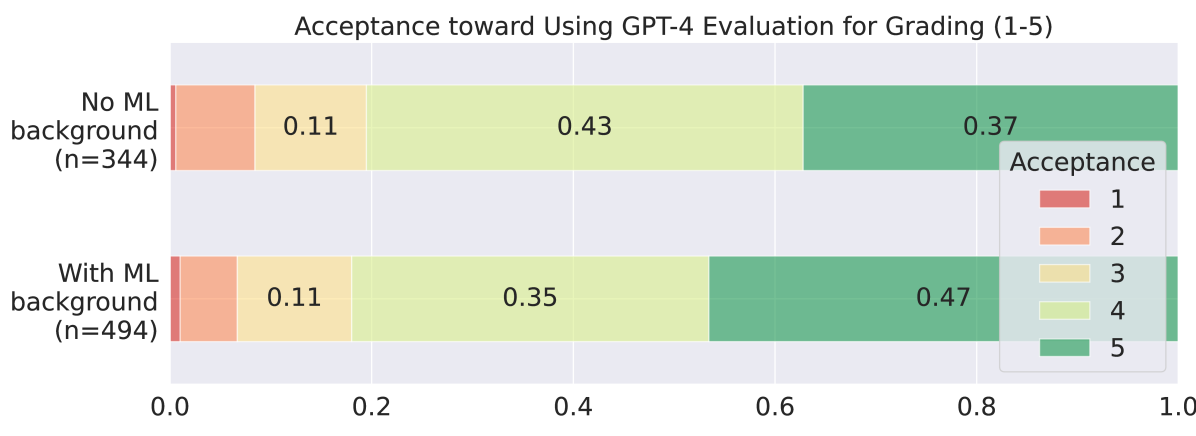 Acceptance toward Using GPT-4 Evaluation for Grading (1-5)
No ML
background
(n=344)
0.11
0.43
0.37
With ML
background
(n=494)
0.11
0.35
0.47
Acceptance
1
2
3
4
5
0.0
0.2
0.4
0.6
0.8
1.0